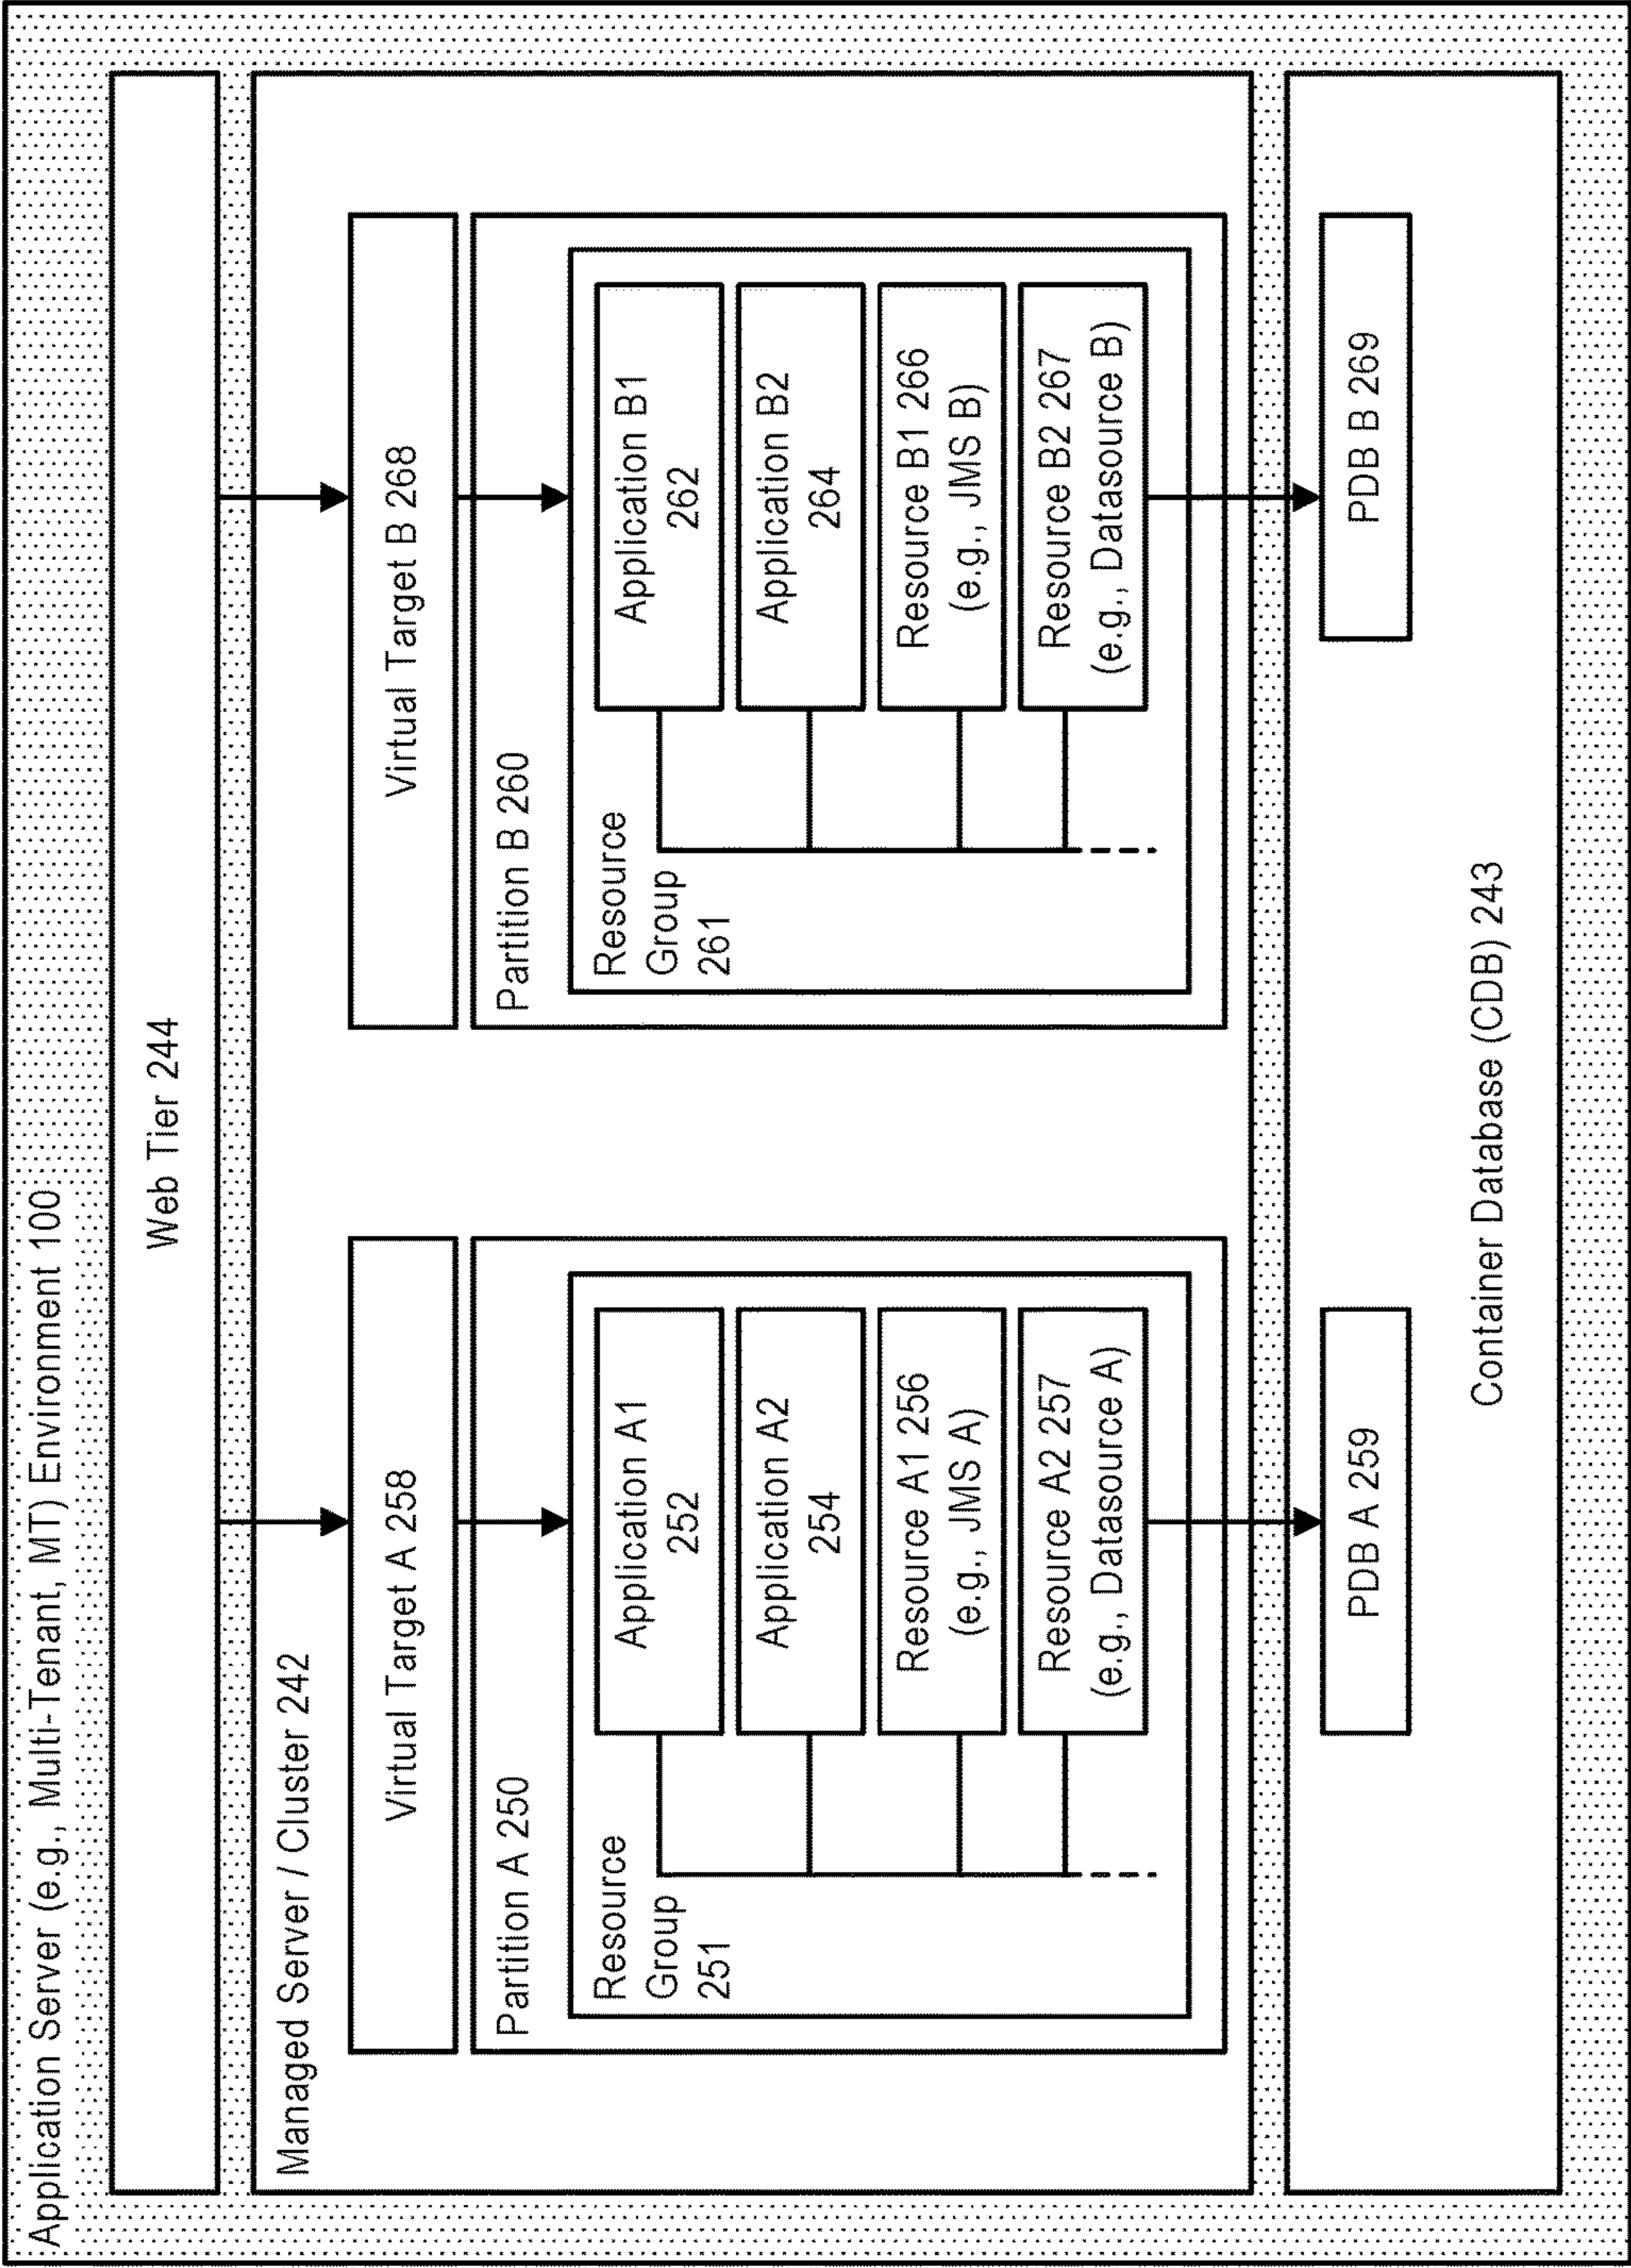 Application Server (e.g., Multi-Tenant, MT) Environment 100
Web Tier 244
Managed Server / Cluster 242
Virtual Target A 258
Partition A 250
Resource
Group
251
Application A1
252
Application A2
254
Resource A1 256
(e.g., JMS A)
Resource A2 257
(e.g., Datasource A)
Virtual Target B 268
Partition B 260
Resource
Group
261
Application B1
262
Application B2
264
Resource B1 266
(e.g., JMS B)
Resource B2 267
(e.g., Datasource B)
PDB A 259
PDB B 269
Container Database (CDB) 243